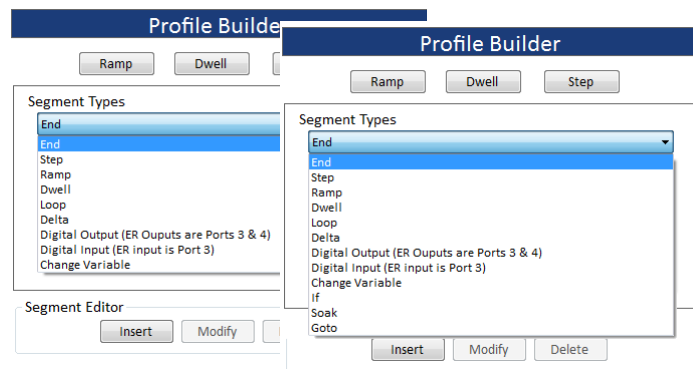 Profile Builde
Ramp Dwell
Segment Types
End
End
Step
Ramp
Dwell
Loop
Delta
Digital Output (ER Ouputs are Ports 3 & 4)
Digital Input (ER input is Port 3)
Change Variable
Segment Editor
Insert Modify
Profile Builder
Ramp Dwell Step
Segment Types
End
End
Step
Ramp
Dwell
Loop
Delta
Digital Output (ER Ouputs are Ports 3 & 4)
Digital Input (ER input is Port 3)
Change Variable
If
Soak
Goto
Insert Modify Delete